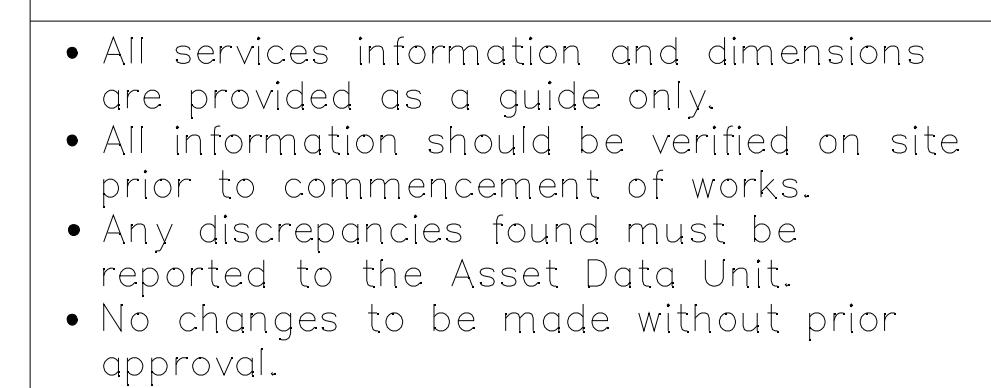 • All services information and dimensions
are provided as a guide only.
• All information should be verified on site
prior to commencement of works.
• Any discrepancies found must be
reported to the Asset Data Unit.
• No changes to be made without prior
approval.